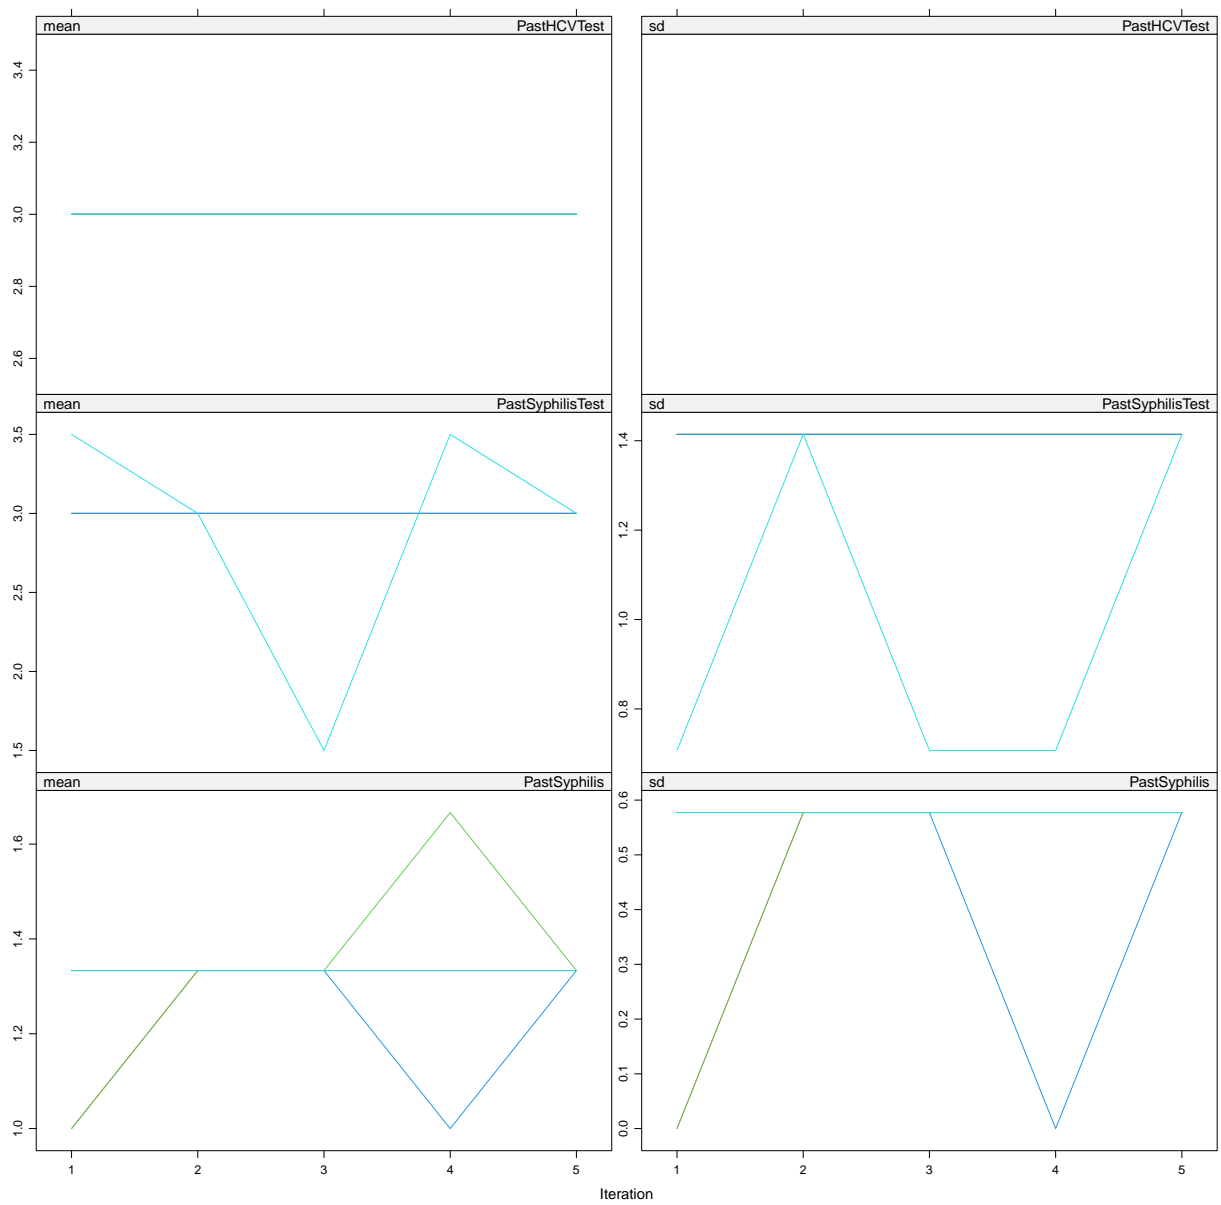 mean PastHCVTest
sd PastHCVTest
3.4
3.2
3.0
2.8
2.6
mean PastSyphilisTest
sd PastSyphilisTest
3.5
3.0
2.5
2.0
1.5
1.4
1.2
1.0
0.8
mean PastSyphilis
sd PastSyphilis
1.6
1.4
1.2
1.0
0.6
0.5
0.4
0.3
0.2
0.1
0.0
1 2 3 4 5
1 2 3 4 5
Iteration